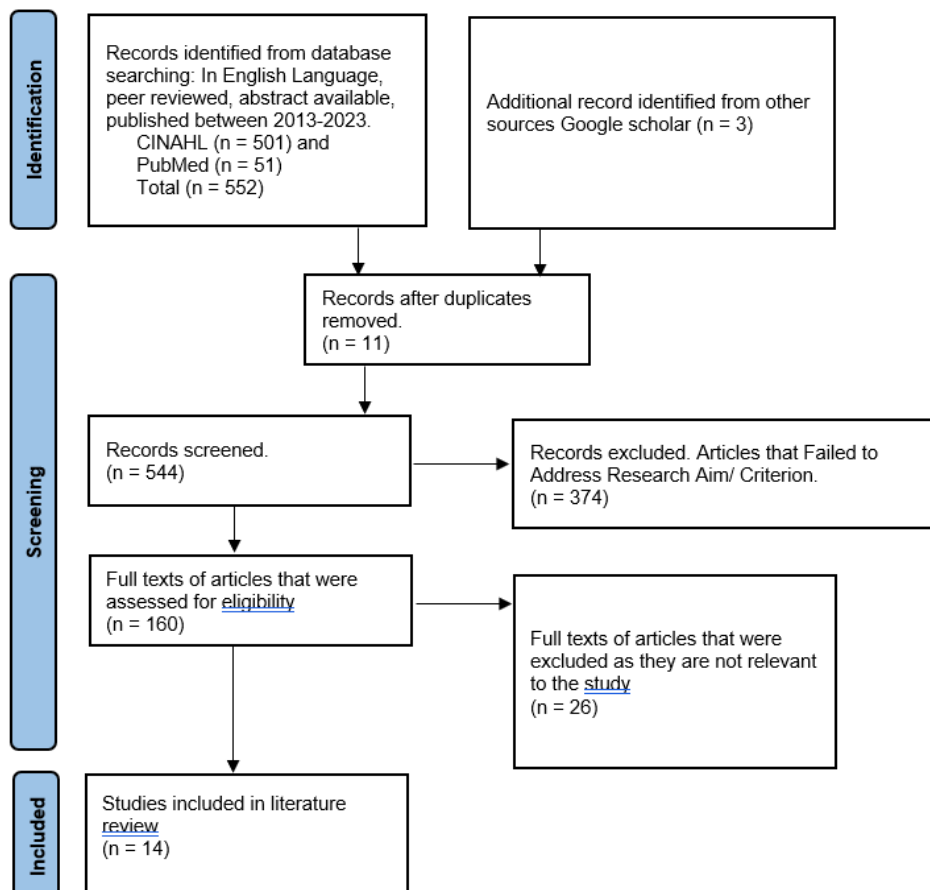 Identification
Records identified from database
searching: In English Language,
peer reviewed, abstract available,
published between 2013-2023.
CINAHL (n = 501) and
PubMed (n = 51)
Total (n = 552)
Additional record identified from other
sources Google scholar (n = 3)
Screening
Records after duplicates
removed.
(n = 11)
Records screened.
(n = 544)
Records excluded. Articles that Failed to
Address Research Aim/ Criterion.
(n = 374)
Full texts of articles that were
assessed for eligibility
(n = 160)
Full texts of articles that were
excluded as they are not relevant
to the study
(n = 26)
Included
Studies included in literature
review
(n = 14)